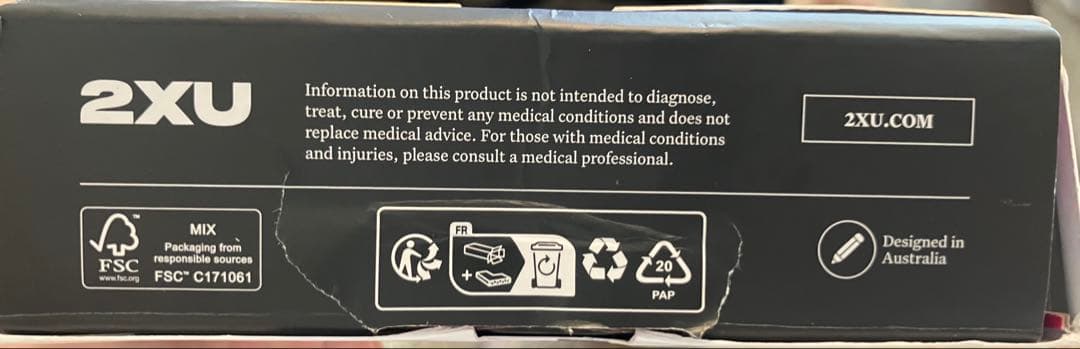 2XU
Information on this product is not intended to diagnose,
treat, cure or prevent any medical conditions and does not
replace medical advice. For those with medical conditions
and injuries, please consult a medical professional.
2XU.COM
FSC
www.fsc.org
MIX
Packaging from
responsible sources
FSC™ C171061
FR
+
20
PAP
Designed in
Australia